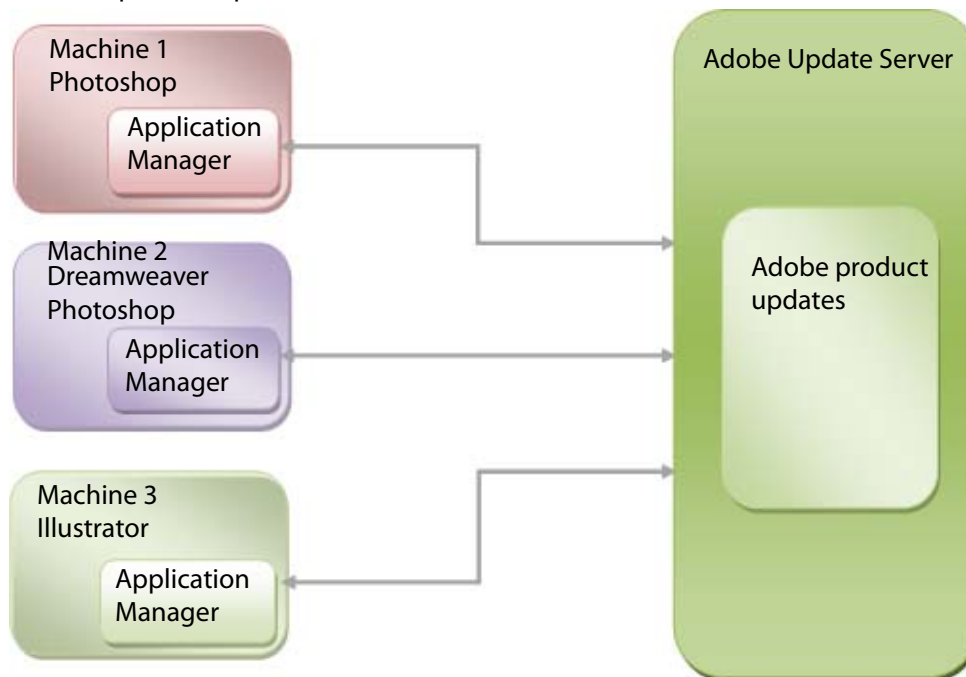 Machine 1
Photoshop
Application
Manager
Machine 2
Dreamweaver
Photoshop
Application
Manager
Machine 3
Illustrator
Application
Manager
Adobe Update Server
Adobe product
updates